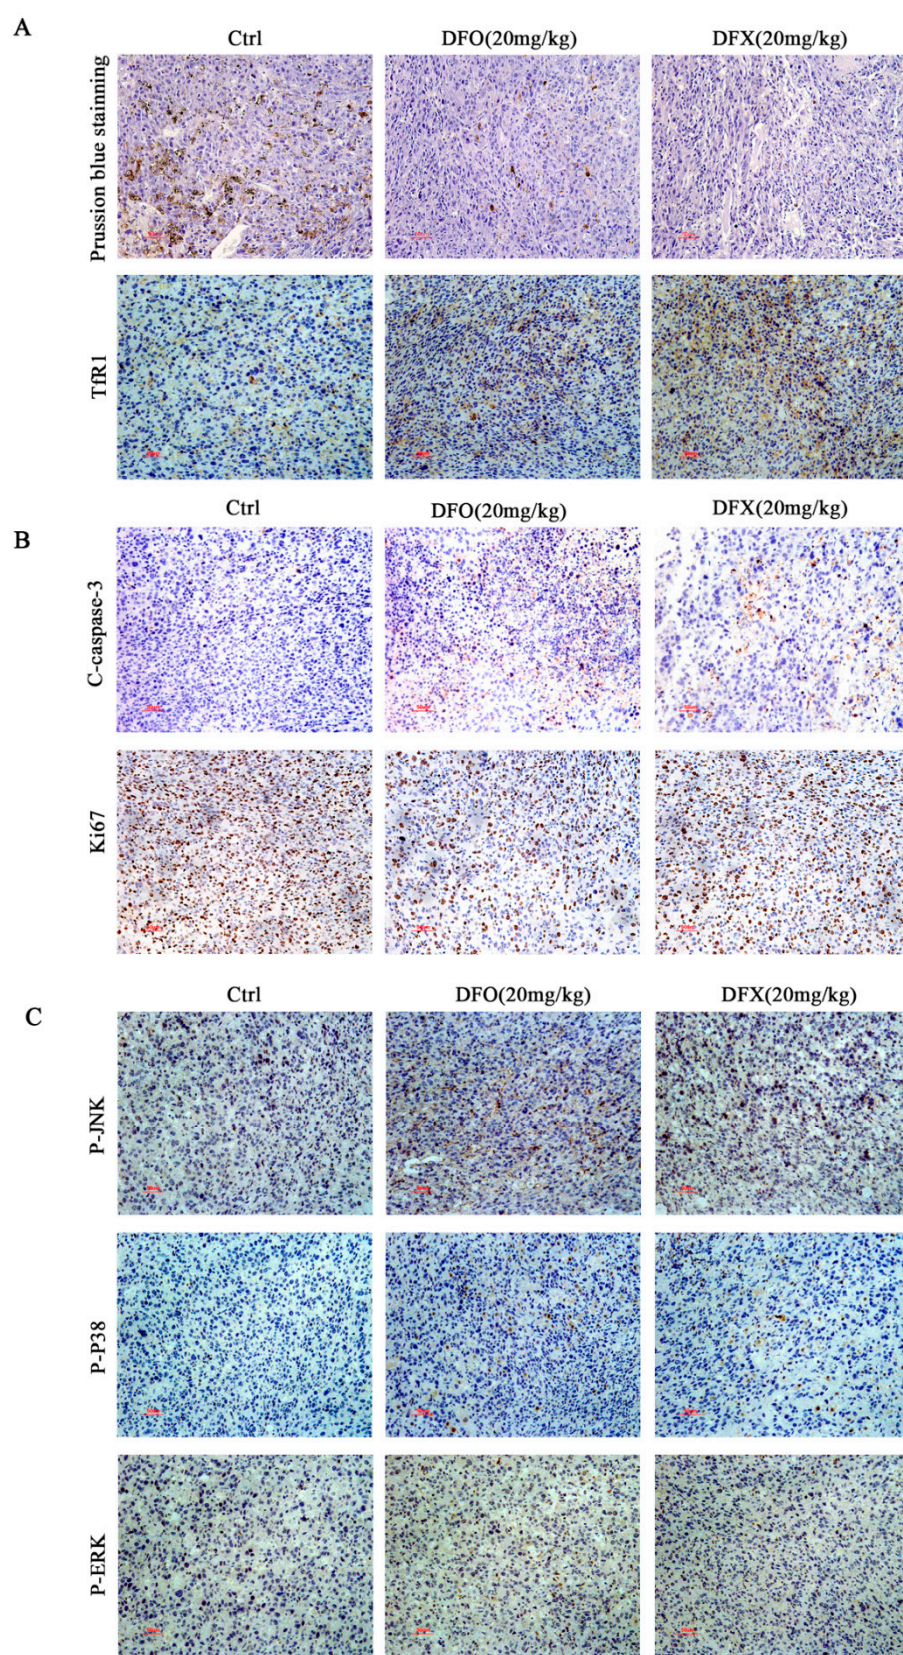 A
Ctrl
DFO(20mg/kg)
DFX(20mg/kg)
Prussion blue stainning
TfR1
B
Ctrl
DFO(20mg/kg)
DFX(20mg/kg)
C-caspase-3
Ki67
C
Ctrl
DFO(20mg/kg)
DFX(20mg/kg)
P-JNK
P-P38
P-ERK